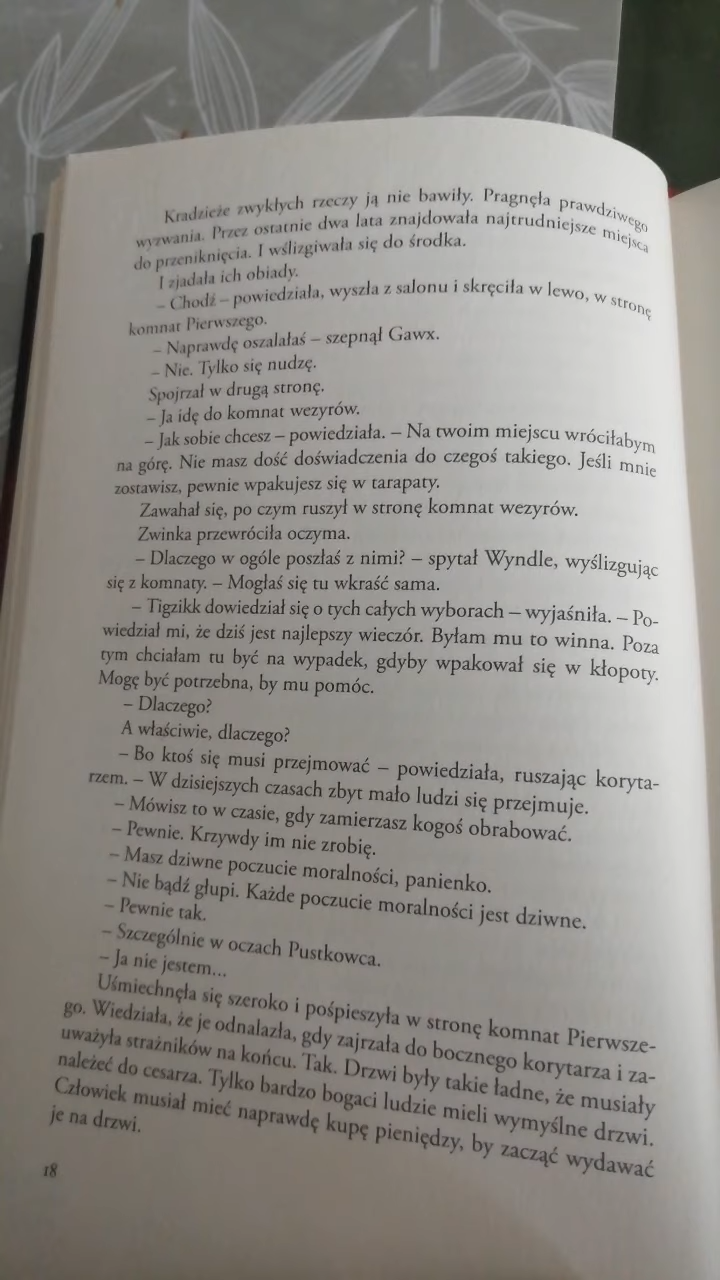 Kradzieże zwykłych rzeczy ją nie bawiły. Pragnęła prawdziwego
wyzwania. Przez ostatnie dwa lata znajdowała najtrudniejsze miejsca
do przeniknięcia. I wślizgiwała się do środka.
I zjadała ich obiady.
– Chodź – powiedziała, wyszła z salonu i skręciła w lewo, w stronę
komnat Pierwszego.
– Naprawdę oszalałaś – szepnął Gawx.
– Nie. Tylko się nudzę.
Spojrzał w drugą stronę.
– Ja idę do komnat wezyrów.
– Jak sobie chcesz – powiedziała. – Na twoim miejscu wróciłabym
na górę. Nie masz dość doświadczenia do czegoś takiego. Jeśli mnie
zostawisz, pewnie wpakujesz się w tarapaty.
Zawahał się, po czym ruszył w stronę komnat wezyrów.
Zwinka przewróciła oczyma.
– Dlaczego w ogóle poszłaś z nimi? – spytał Wyndle, wyślizgując
się z komnaty. – Mogłaś się tu wkraść sama.
– Tigzikk dowiedział się o tych całych wyborach – wyjaśniła. – Po-
wiedział mi, że dziś jest najlepszy wieczór. Byłam mu to winna. Poza
tym chciałam tu być na wypadek, gdyby wpakował się w kłopoty.
Mogę być potrzebna, by mu pomóc.
– Dlaczego?
A właściwie, dlaczego?
– Bo ktoś się musi przejmować – powiedziała, ruszając koryta-
rzem. – W dzisiejszych czasach zbyt mało ludzi się przejmuje.
– Mówisz to w czasie, gdy zamierzasz kogoś obrabować.
– Pewnie. Krzywdy im nie zrobię.
– Masz dziwne poczucie moralności, panienko.
– Nie bądź głupi. Każde poczucie moralności jest dziwne.
– Pewnie tak.
– Szczególnie w oczach Pustkowca.
– Ja nie jestem...
Uśmiechnęła się szeroko i pośpieszyła w stronę komnat Pierwsze-
go. Wiedziała, że je odnalazła, gdy zajrzała do bocznego korytarza i za-
uważyła strażników na końcu. Tak. Drzwi były takie ładne, że musiały
należeć do cesarza. Tylko bardzo bogaci ludzie mieli wymyślne drzwi.
Człowiek musiał mieć naprawdę kupę pieniędzy, by zacząć wydawać
je na drzwi.
18